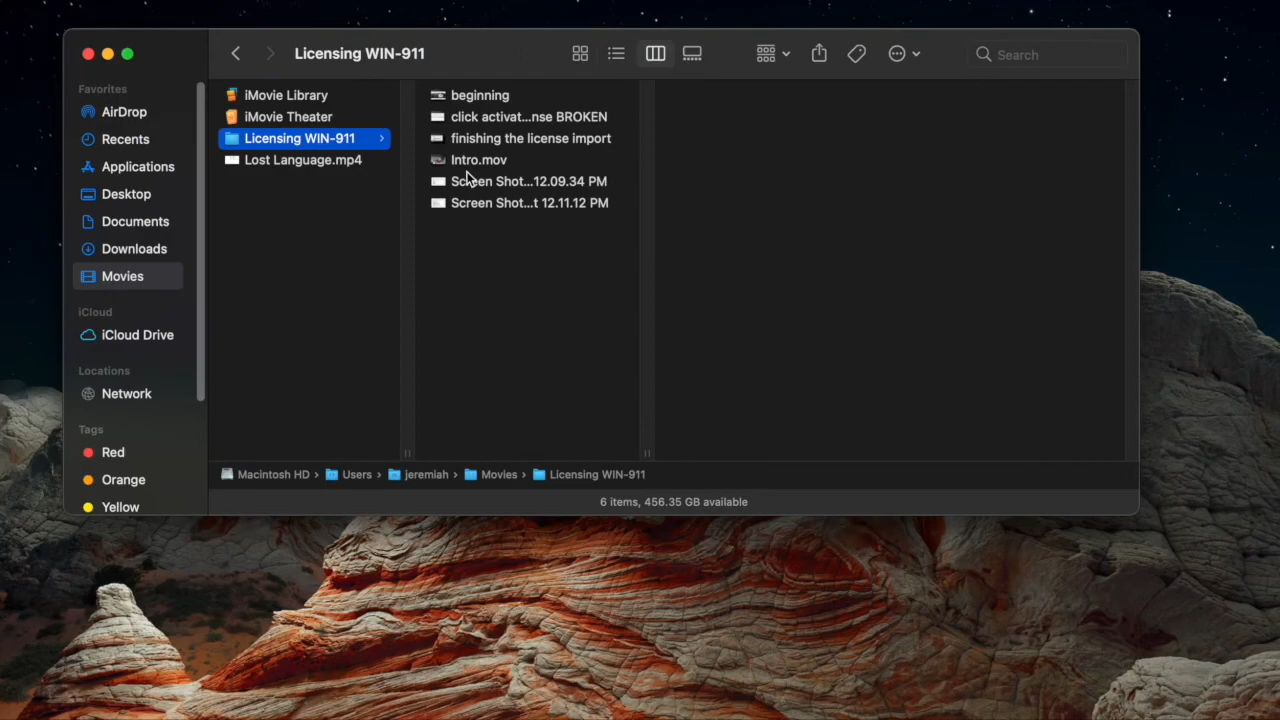 Licensing WIN-911
Search
Favorites
AirDrop
Recents
Applications
Desktop
Documents
Downloads
Movies
iCloud
iCloud Drive
Locations
Network
Tags
Red
Orange
Yellow
iMovie Library
iMovie Theater
Licensing WIN-911
Lost Language.mp4
beginning
click activat...nse BROKEN
finishing the license import
Intro.mov
Screen Shot...12.09.34 PM
Screen Shot...t 12.11.12 PM
Macintosh HD › Users › jeremiah › Movies › Licensing WIN-911
6 items, 456.35 GB available